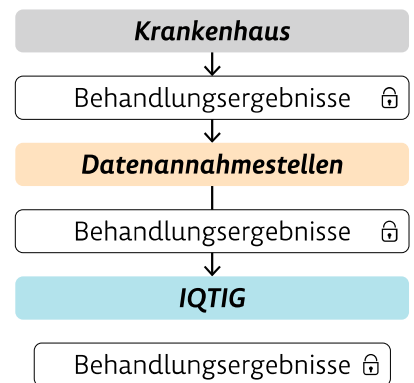 Krankenhaus
Behandlungsergebnisse
Datenannahmestellen
Behandlungsergebnisse
IQTIG
Behandlungsergebnisse